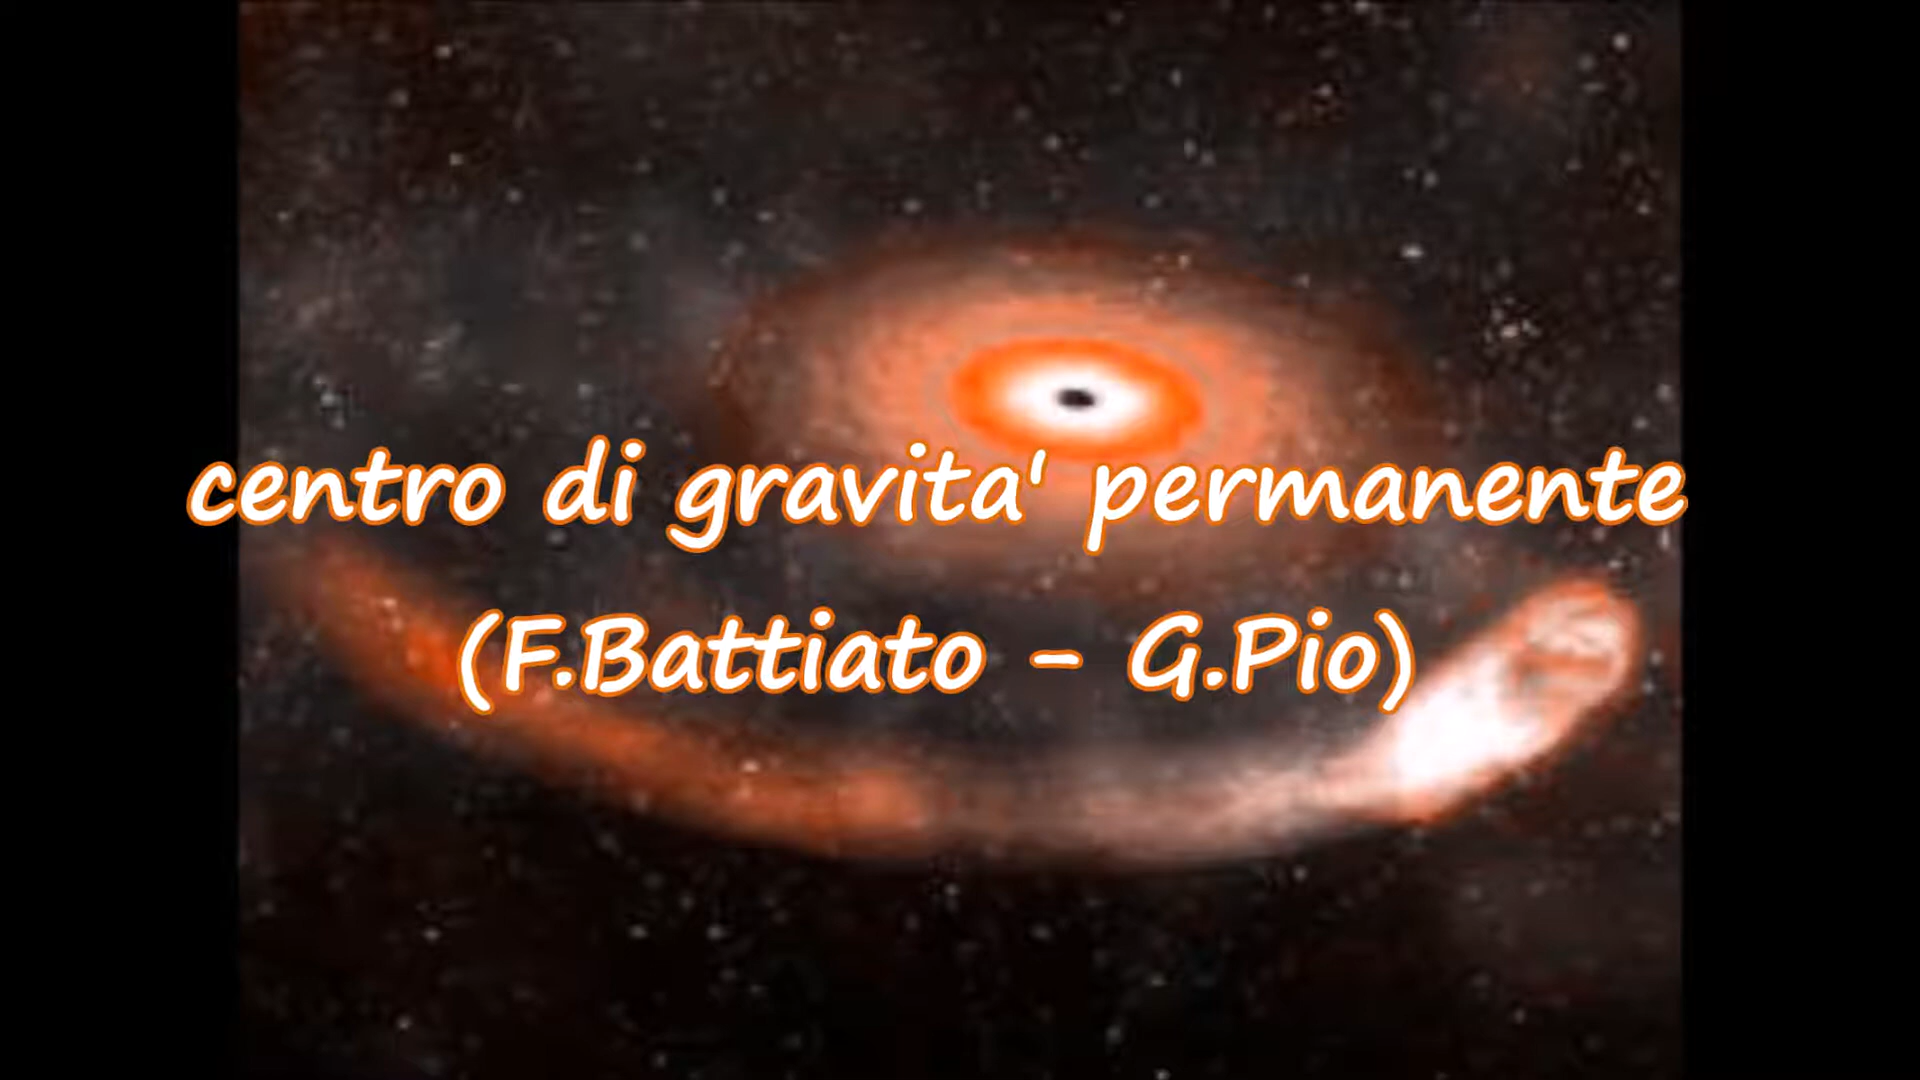 centro di gravita' permanente
(F.Battiato - G.Pio)